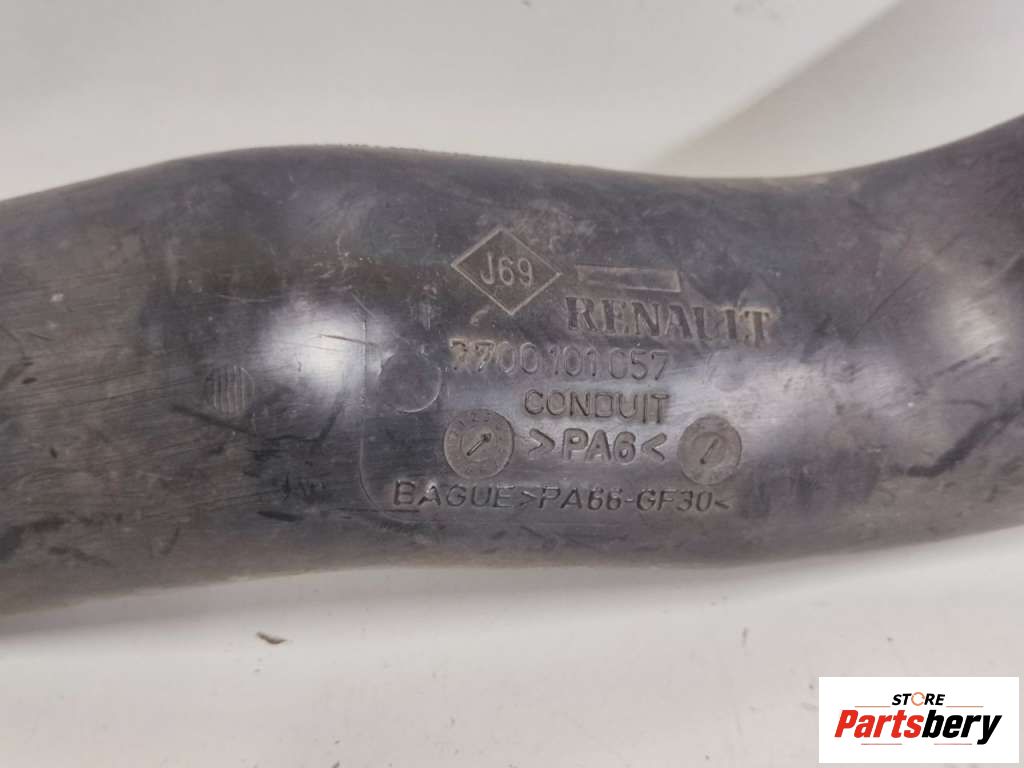 J69
RENAULT
7700101057
CONDUIT
>PA6<
BAGUE>PA66-GF30<
STORE
Partsbery